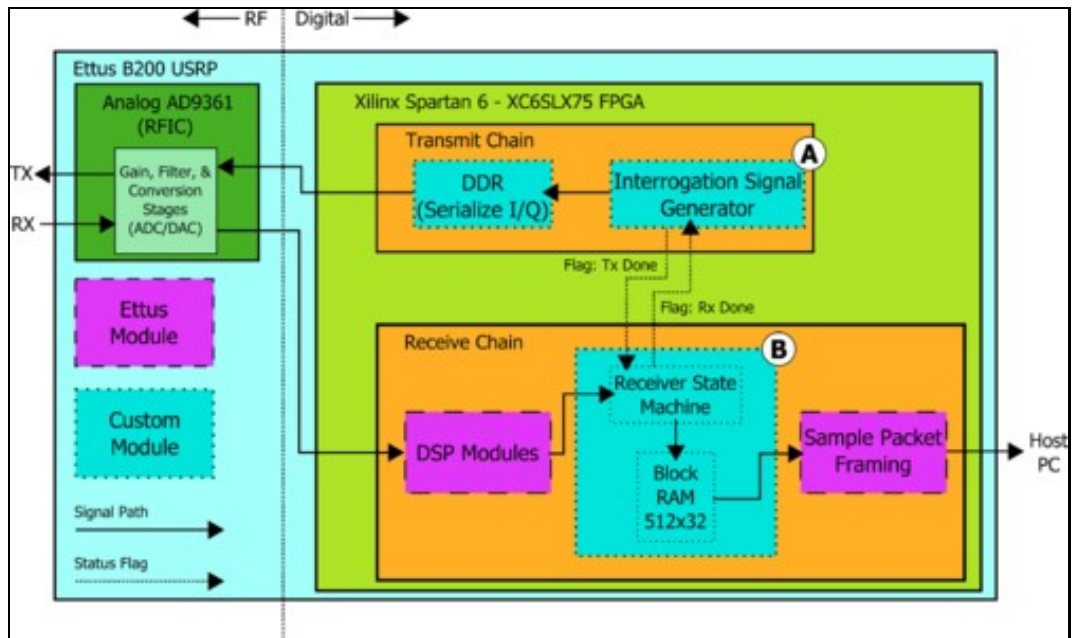 RF Digital
Ettus B200 USRP
Analog AD9361
(RFIC)
Gain, Filter, &
Conversion
Stages
(ADC/DAC)
TX
RX
Ettus
Module
Custom
Module
Signal Path
Status Flag
Xilinx Spartan 6 - XC6SLX75 FPGA
Transmit Chain
A
DDR
(Serialize I/Q)
Interrogation Signal
Generator
Flag: Tx Done
Flag: Rx Done
Receive Chain
B
Receiver State
Machine
DSP Modules
Block
RAM
512x32
Sample Packet
Framing
Host
PC